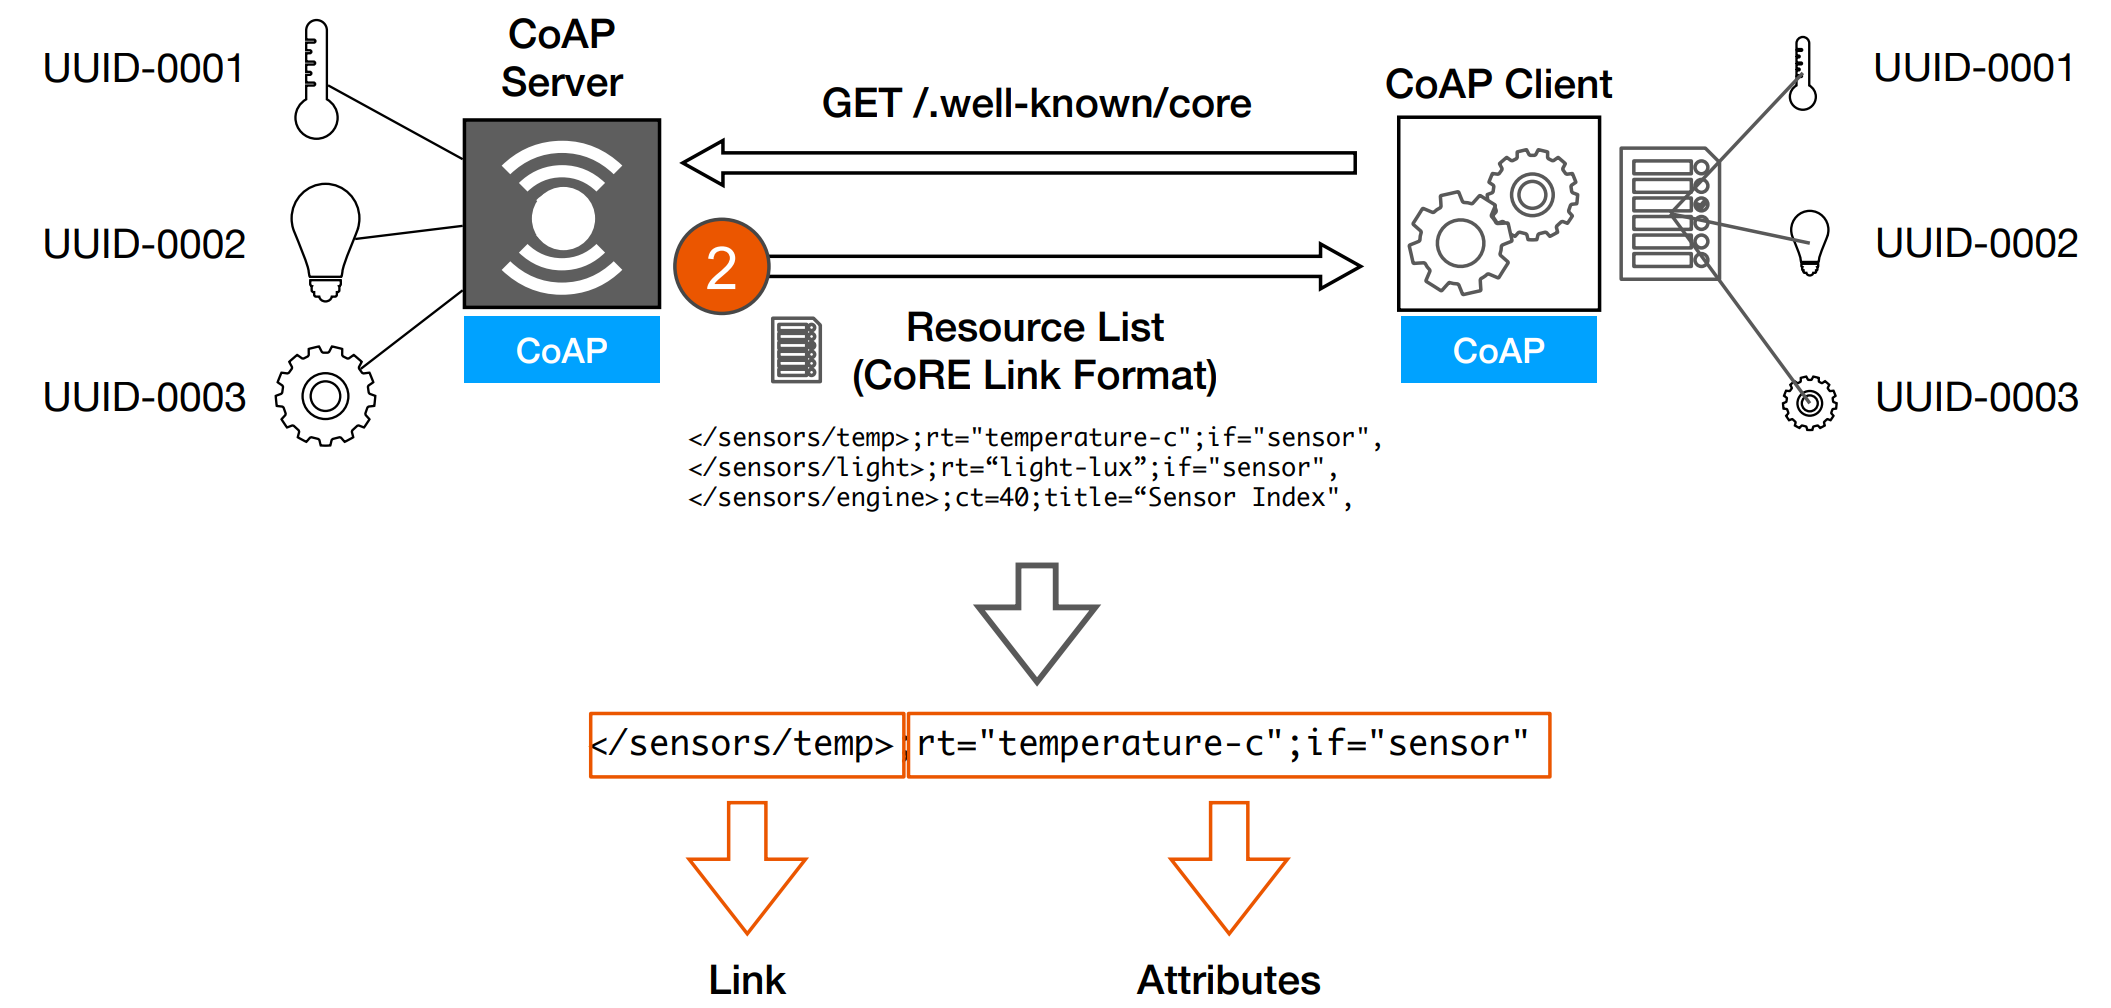 UUID-0001
UUID-0002
UUID-0003
CoAP
Server
CoAP
GET /.well-known/core
2
Resource List
(CoRE Link Format)
</sensors/temp>;rt="temperature-c";if="sensor",
</sensors/light>;rt=“light-lux”;if="sensor",
</sensors/engine>;ct=40;title=“Sensor Index",
CoAP Client
CoAP
UUID-0001
UUID-0002
UUID-0003
</sensors/temp>;rt="temperature-c";if="sensor"
Link
Attributes